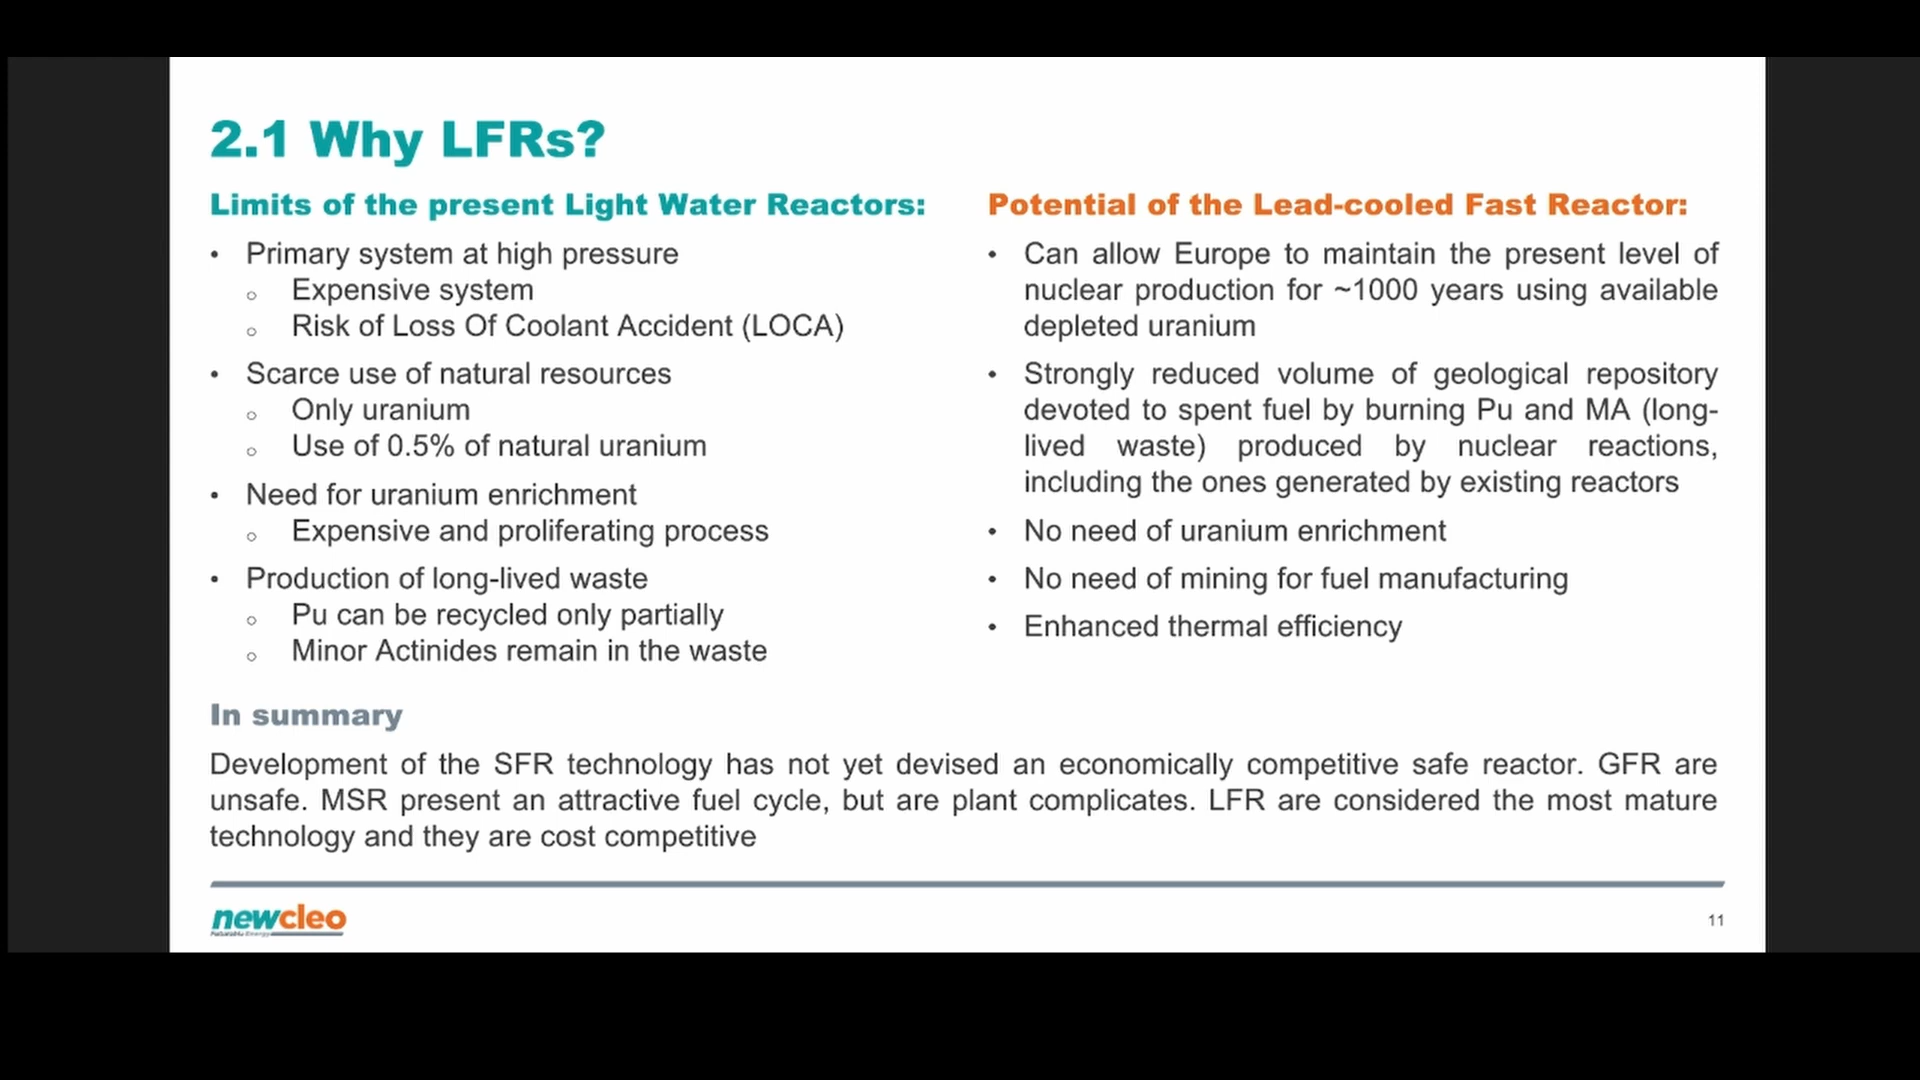 2.1 Why LFRs?
Limits of the present Light Water Reactors:
• Primary system at high pressure
○ Expensive system
○ Risk of Loss Of Coolant Accident (LOCA)
• Scarce use of natural resources
○ Only uranium
○ Use of 0.5% of natural uranium
• Need for uranium enrichment
○ Expensive and proliferating process
• Production of long-lived waste
○ Pu can be recycled only partially
○ Minor Actinides remain in the waste
Potential of the Lead-cooled Fast Reactor:
• Can allow Europe to maintain the present level of
nuclear production for ~1000 years using available
depleted uranium
• Strongly reduced volume of geological repository
devoted to spent fuel by burning Pu and MA (long-
lived waste) produced by nuclear reactions,
including the ones generated by existing reactors
• No need of uranium enrichment
• No need of mining for fuel manufacturing
• Enhanced thermal efficiency
In summary
Development of the SFR technology has not yet devised an economically competitive safe reactor. GFR are
unsafe. MSR present an attractive fuel cycle, but are plant complicates. LFR are considered the most mature
technology and they are cost competitive
newcleo
Futurable Energy
11